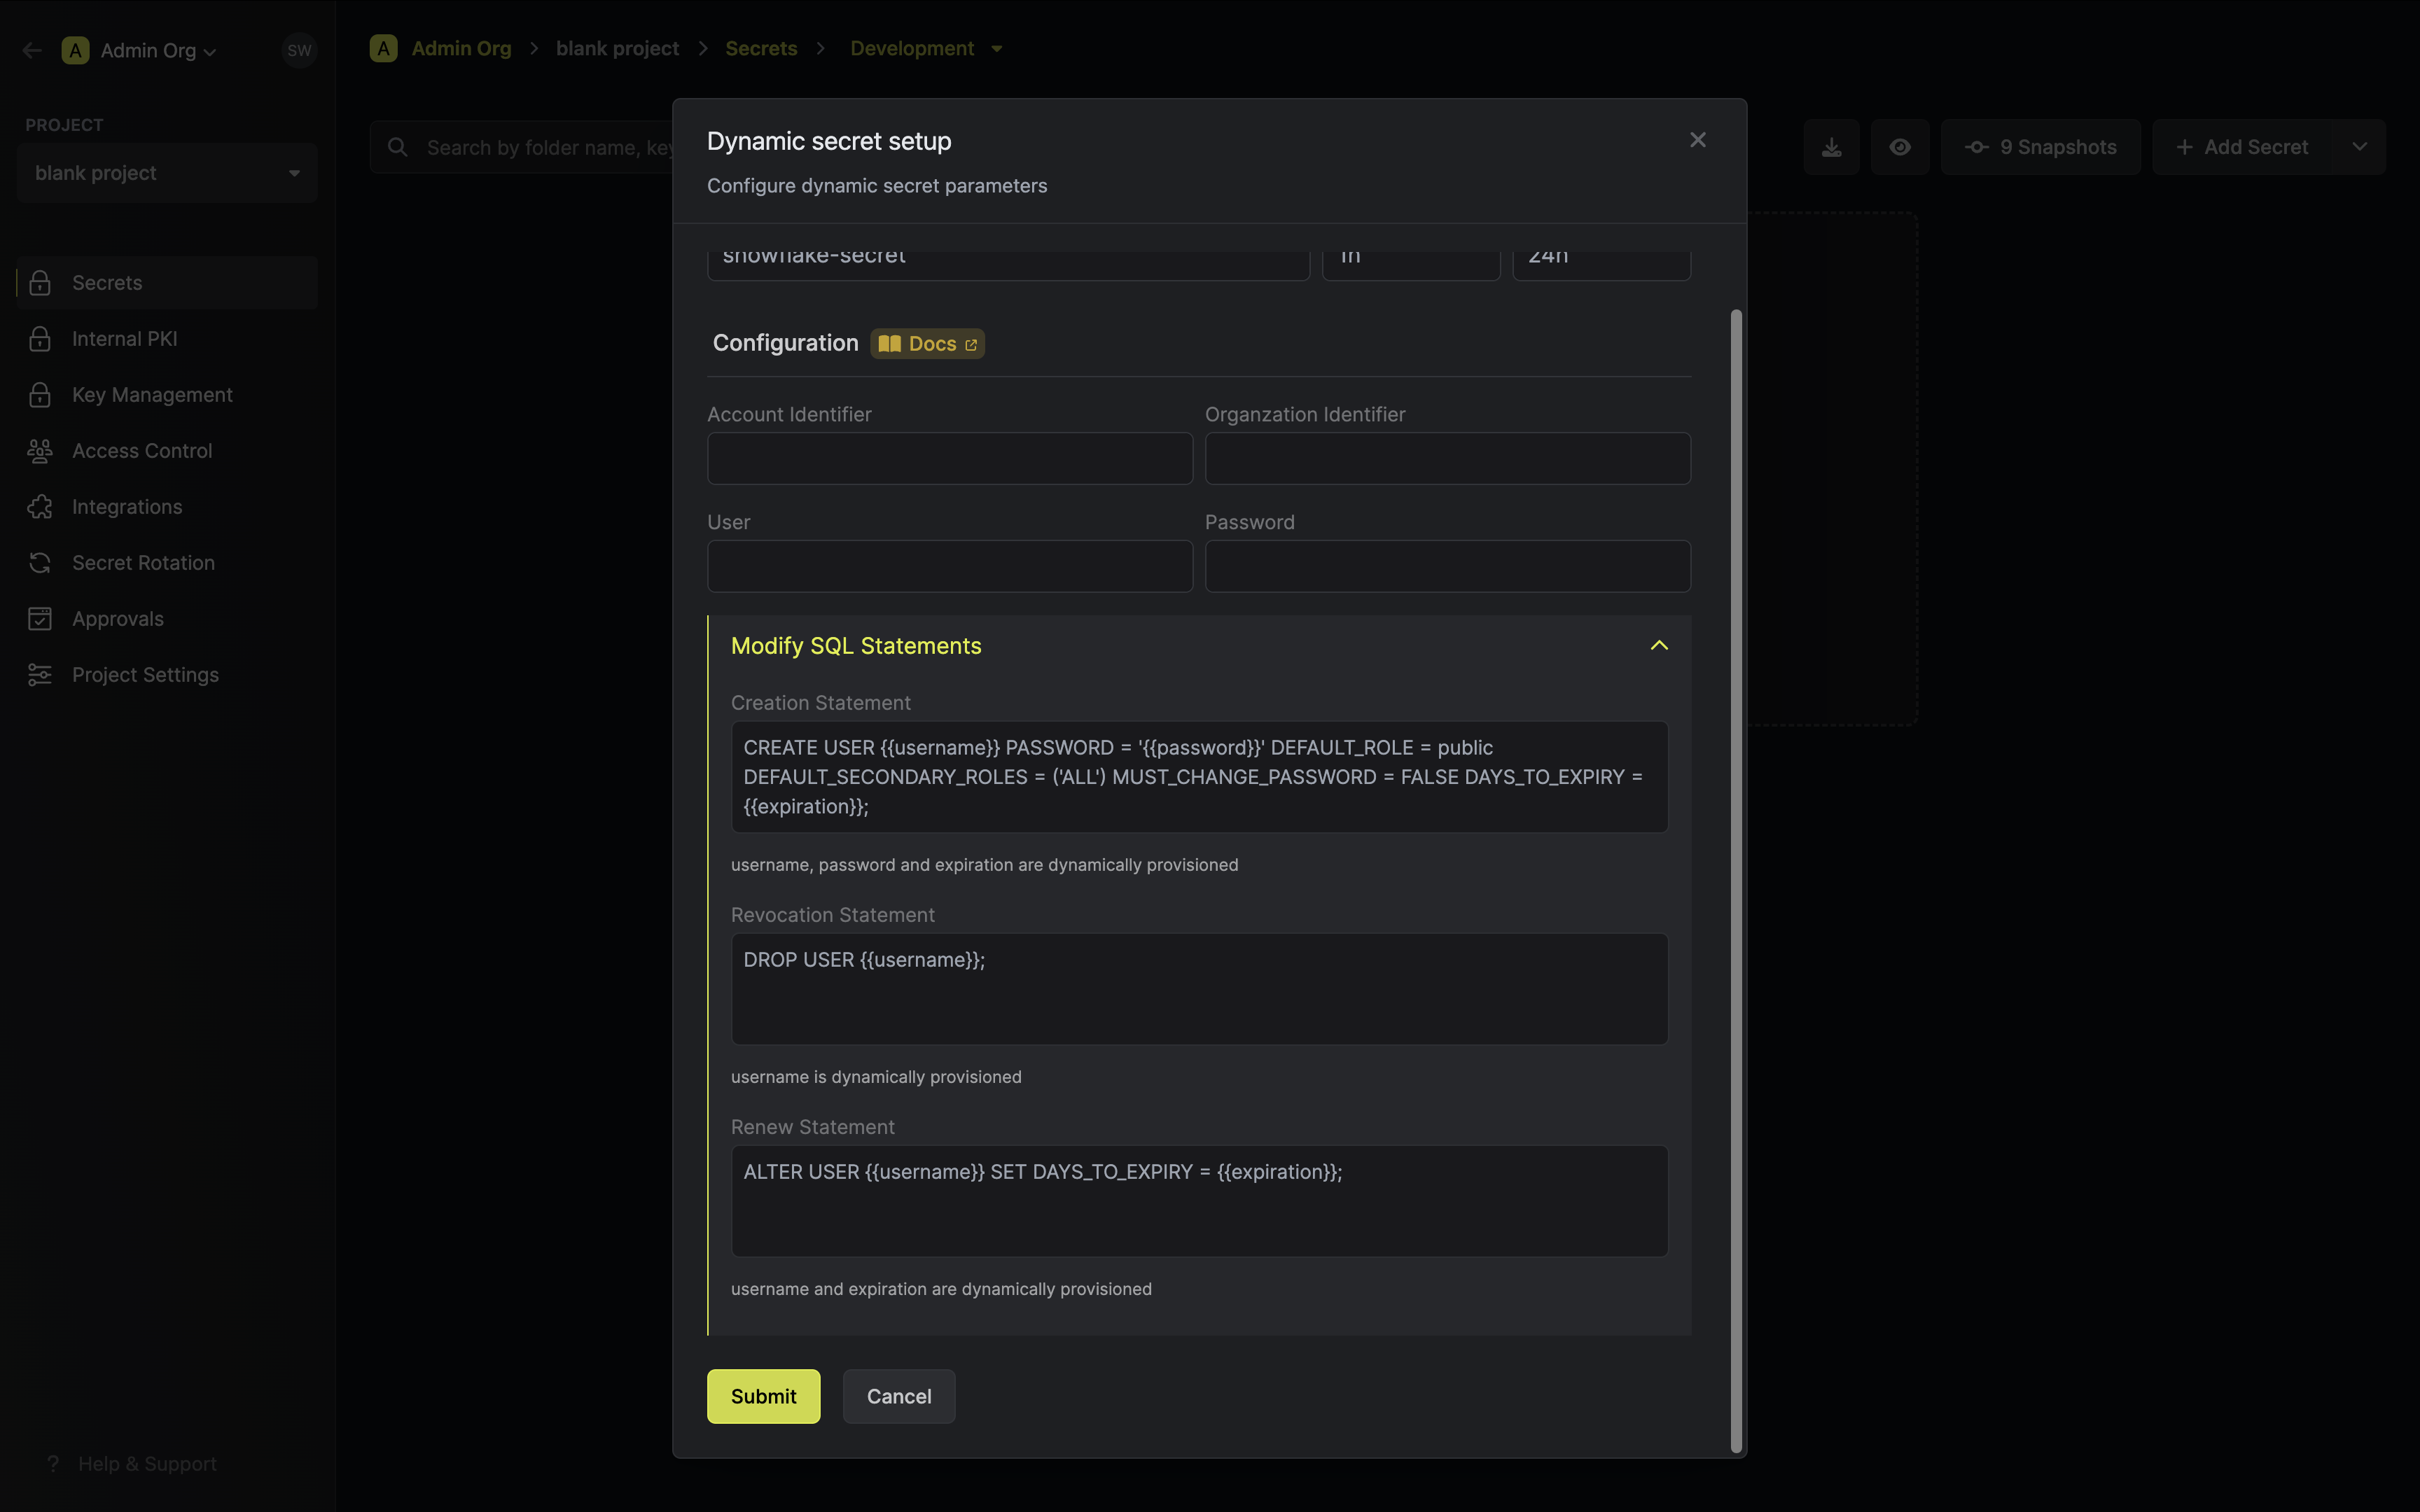 A Admin Org
SW
PROJECT
blank project
Secrets
Internal PKI
Key Management
Access Control
Integrations
Secret Rotation
Approvals
Project Settings
? Help & Support
A Admin Org > blank project > Secrets > Development
Search by folder name, key
9 Snapshots
+ Add Secret
Dynamic secret setup
Configure dynamic secret parameters
snowflake-secret
1h
24h
Configuration
Docs
Account Identifier
Organzation Identifier
User
Password
Modify SQL Statements
Creation Statement
CREATE USER {{username}} PASSWORD = '{{password}}' DEFAULT_ROLE = public
DEFAULT_SECONDARY_ROLES = ('ALL') MUST_CHANGE_PASSWORD = FALSE DAYS_TO_EXPIRY =
{{expiration}};
username, password and expiration are dynamically provisioned
Revocation Statement
DROP USER {{username}};
username is dynamically provisioned
Renew Statement
ALTER USER {{username}} SET DAYS_TO_EXPIRY = {{expiration}};
username and expiration are dynamically provisioned
Submit
Cancel